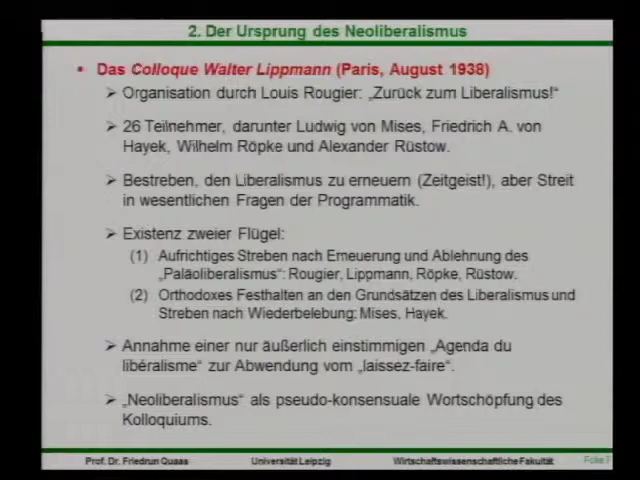 2. Der Ursprung des Neoliberalismus
Das Colloque Walter Lippmann (Paris, August 1938)
Organisation durch Louis Rougier: „Zurück zum Liberalismus!“
26 Teilnehmer, darunter Ludwig von Mises, Friedrich A. von
Hayek, Wilhelm Röpke und Alexander Rüstow.
Bestreben, den Liberalismus zu erneuern (Zeitgeist!), aber Streit
in wesentlichen Fragen der Programmatik.
Existenz zweier Flügel:
(1) Aufrichtiges Streben nach Erneuerung und Ablehnung des
„Paläoliberalismus“: Rougier, Lippmann, Röpke, Rüstow.
(2) Orthodoxes Festhalten an den Grundsätzen des Liberalismus und
Streben nach Wiederbelebung: Mises, Hayek.
Annahme einer nur äußerlich einstimmigen „Agenda du
libéralisme“ zur Abwendung vom „laissez-faire“.
„Neoliberalismus“ als pseudo-konsensuale Wortschöpfung des
Kolloquiums.
Prof. Dr. Friedrun Quaas Universität Leipzig Wirtschaftswissenschaftliche Fakultät Folie 7